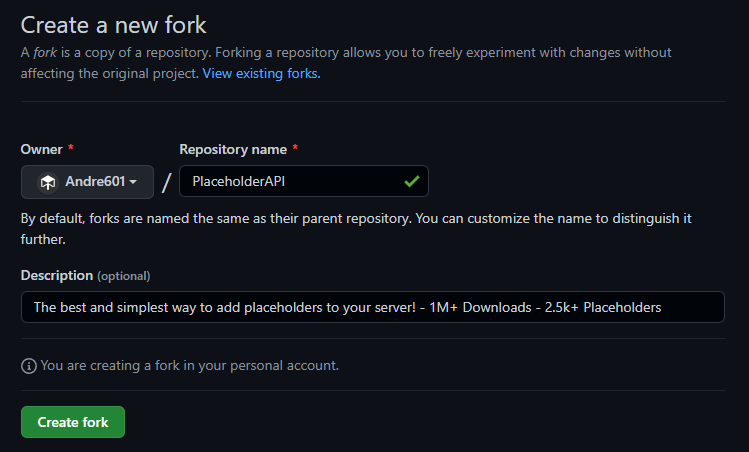 Create a new fork
A fork is a copy of a repository. Forking a repository allows you to freely experiment with changes without
affecting the original project. View existing forks.
Owner * Repository name *
Andre601 / PlaceholderAPI
By default, forks are named the same as their parent repository. You can customize the name to distinguish it
further.
Description (optional)
The best and simplest way to add placeholders to your server! - 1M+ Downloads - 2.5k+ Placeholders
You are creating a fork in your personal account.
Create fork